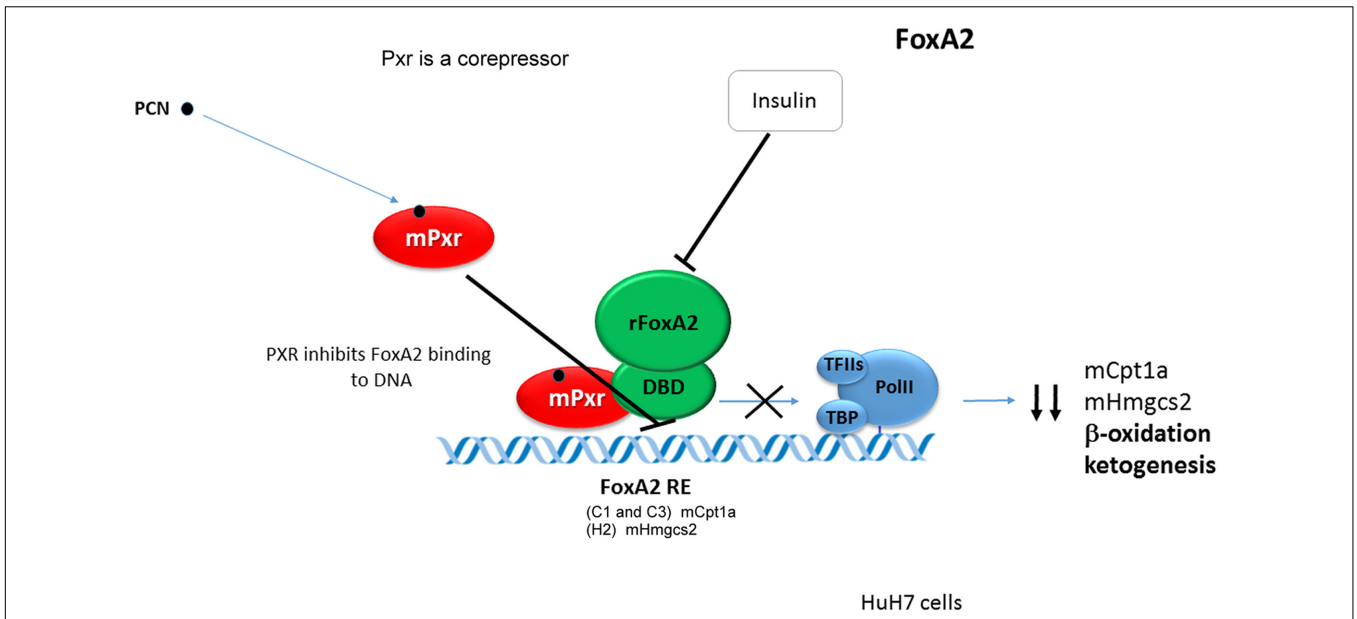 FoxA2
Pxr is a corepressor
Insulin
PCN
mPxr
rFoxA2
PXR inhibits FoxA2 binding
to DNA
mPxr
DBD
TFIIs
PolII
TBP
mCpt1a
mHmgcs2
β-oxidation
ketogenesis
FoxA2 RE
(C1 and C3) mCpt1a
(H2) mHmgcs2
HuH7 cells